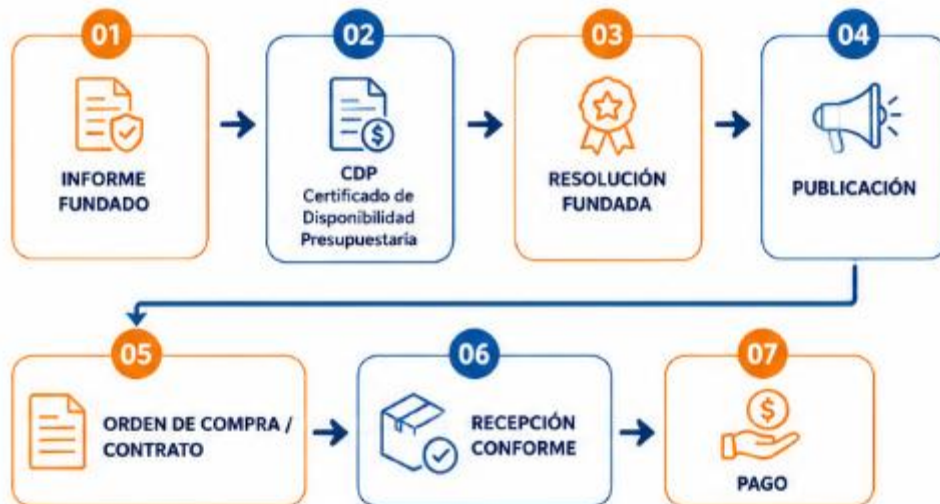 01
INFORME
FUNDADO
02
$
CDP
Certificado de
Disponibilidad
Presupuestaria
03
RESOLUCIÓN
FUNDADA
04
PUBLICACIÓN
05
ORDEN DE COMPRA /
CONTRATO
06
RECEPCIÓN
CONFORME
07
$
PAGO